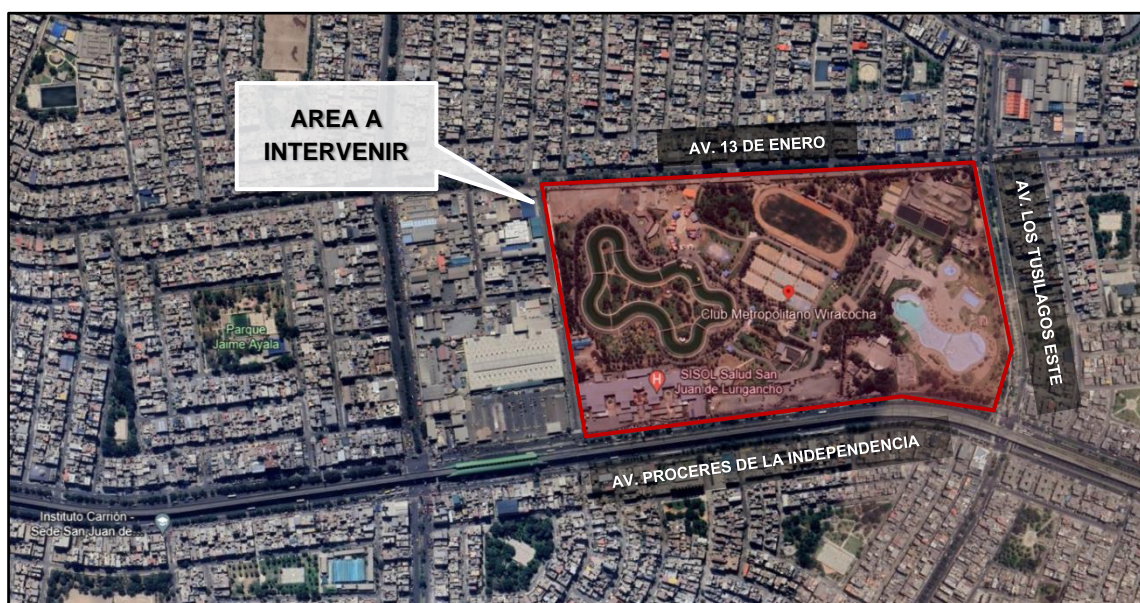 AREA A
INTERVENIR
AV. 13 DE ENERO
AV. LOS TUSILAGOS ESTE
Parque
Jaime Ayala
Club Metropolitano Wiracocha
SISOL Salud San
Juan de Lurigancho
H
AV. PROCERES DE LA INDEPENDENCIA
Instituto Carrión -
Sede San Juan de...